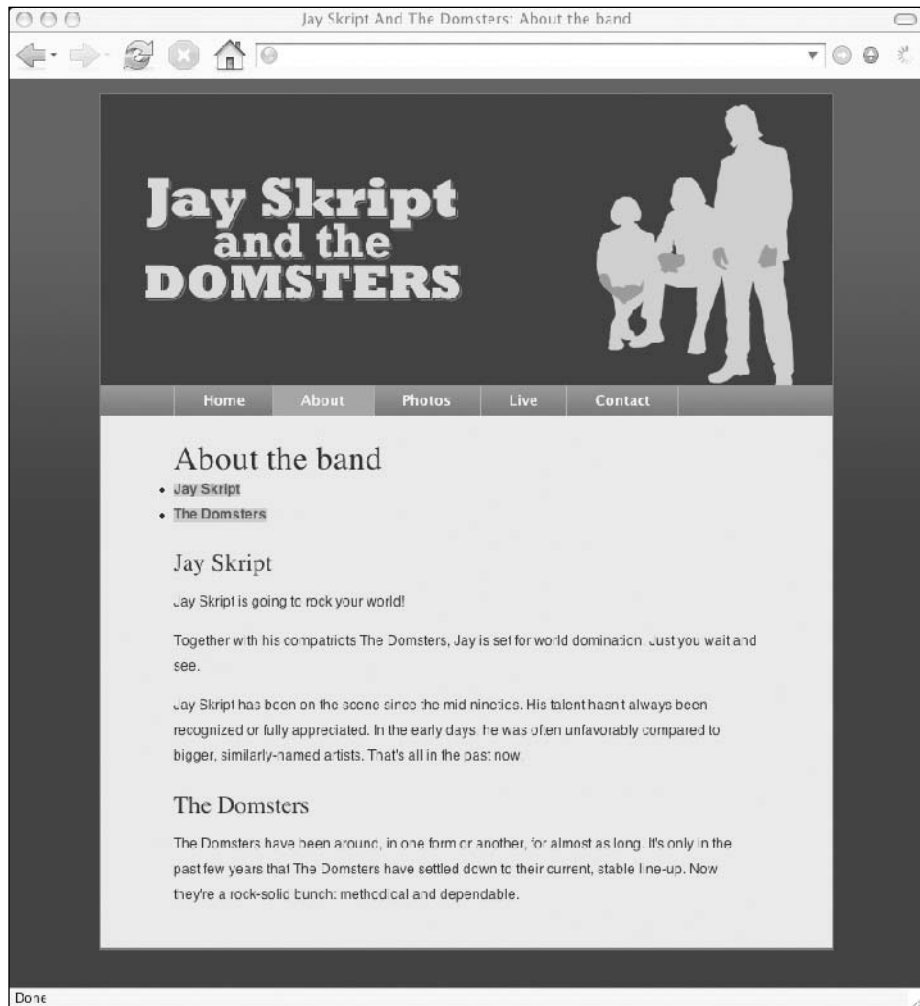 Jay Skript And The Domsters: About the band
Jay Skript
and the
DOMSTERS
Home About Photos Live Contact
About the band
• Jay Skript
• The Domsters
Jay Skript
Jay Skript is going to rock your world!
Together with his compatricts The Domsters, Jay is set for world domination. Just you wait and
see.
Jay Skript has been on the scene since the mid nineties. His talent hasn't always been
recognized or fully appreciated. In the early days, he was often unfavorably compared to
bigger, similarly-named artists. That's all in the past now.
The Domsters
The Domsters have been around, in one form or another, for almost as long. It's only in the
past few years that The Domsters have settled down to their current, stable line-up. Now
they're a rock-solid bunch: methodical and dependable.
Done